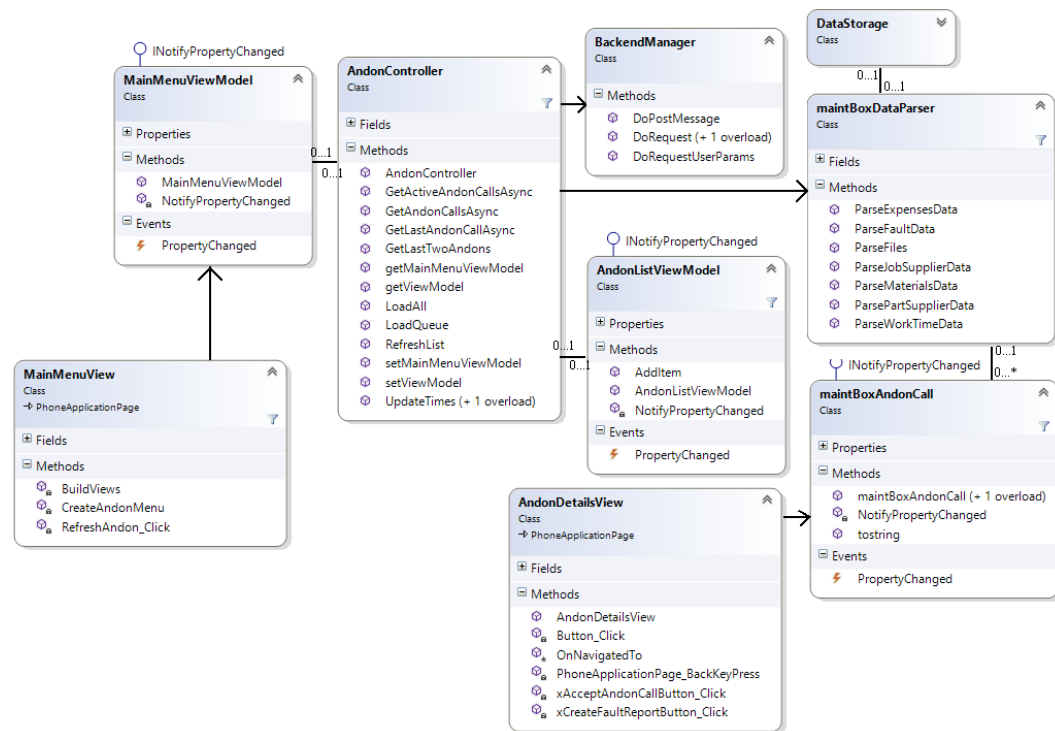 INotifyPropertyChanged
MainMenuViewModel
Class
Properties
Methods
MainMenuViewModel
NotifyPropertyChanged
Events
PropertyChanged
0...1
0...1
AndonController
Class
Fields
Methods
AndonController
GetActiveAndonCallsAsync
GetAndonCallsAsync
GetLastAndonCallAsync
GetLastTwoAndons
getMainMenuViewModel
getViewModel
LoadAll
LoadQueue
RefreshList
setMainMenuViewModel
setViewModel
UpdateTimes (+ 1 overload)
BackendManager
Class
Methods
DoPostMessage
DoRequest (+ 1 overload)
DoRequestUserParams
DataStorage
Class
0...1
0...1
maintBoxDataParser
Class
Fields
Methods
ParseExpensesData
ParseFaultData
ParseFiles
ParseJobSupplierData
ParseMaterialsData
ParsePartSupplierData
ParseWorkTimeData
INotifyPropertyChanged
AndonListViewModel
Class
Properties
Methods
AddItem
AndonListViewModel
NotifyPropertyChanged
Events
PropertyChanged
0...1
0...1
MainMenuView
Class
PhoneApplicationPage
Fields
Methods
BuildViews
CreateAndonMenu
RefreshAndon_Click
0...1
0...*
INotifyPropertyChanged
maintBoxAndonCall
Class
Properties
Methods
maintBoxAndonCall (+ 1 overload)
NotifyPropertyChanged
tostring
Events
PropertyChanged
AndonDetailsView
Class
PhoneApplicationPage
Fields
Methods
AndonDetailsView
Button_Click
OnNavigatedTo
PhoneApplicationPage_BackKeyPress
xAcceptAndonCallButton_Click
xCreateFaultReportButton_Click